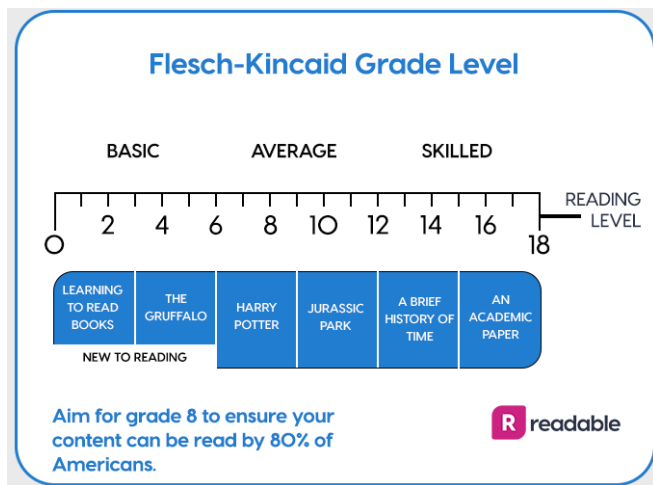 Flesch-Kincaid Grade Level
BASIC AVERAGE SKILLED
READING
LEVEL
2 4 6 8 10 12 14 16
0 18
LEARNING
TO READ
BOOKS
THE
GRUFFALO
HARRY
POTTER
JURASSIC
PARK
A BRIEF
HISTORY OF
TIME
AN
ACADEMIC
PAPER
NEW TO READING
Aim for grade 8 to ensure your
content can be read by 80% of
Americans.
R readable